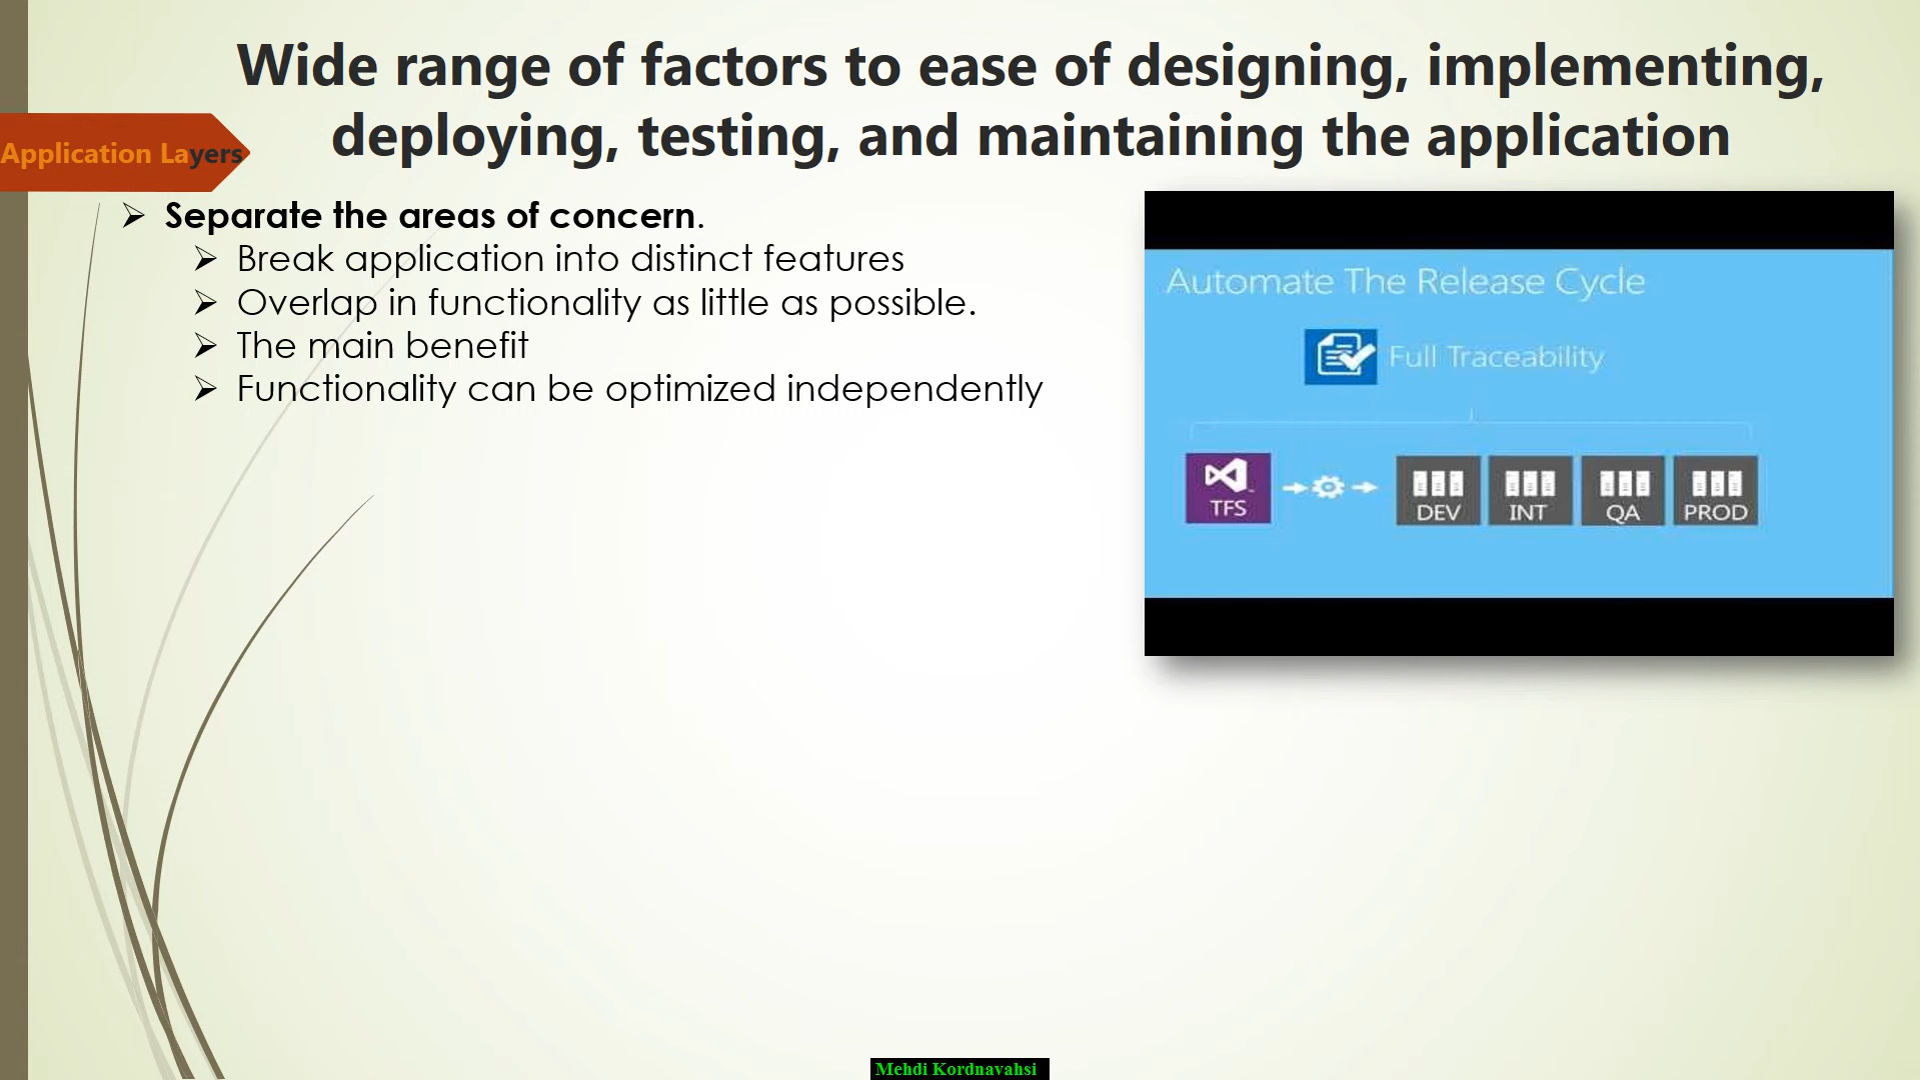 Wide range of factors to ease of designing, implementing,
deploying, testing, and maintaining the application
Application Layers
Separate the areas of concern.
Break application into distinct features
Overlap in functionality as little as possible.
The main benefit
Functionality can be optimized independently
Automate The Release Cycle
Full Traceability
TFS
DEV
INT
QA
PROD
Mehdi Kordnavahsi